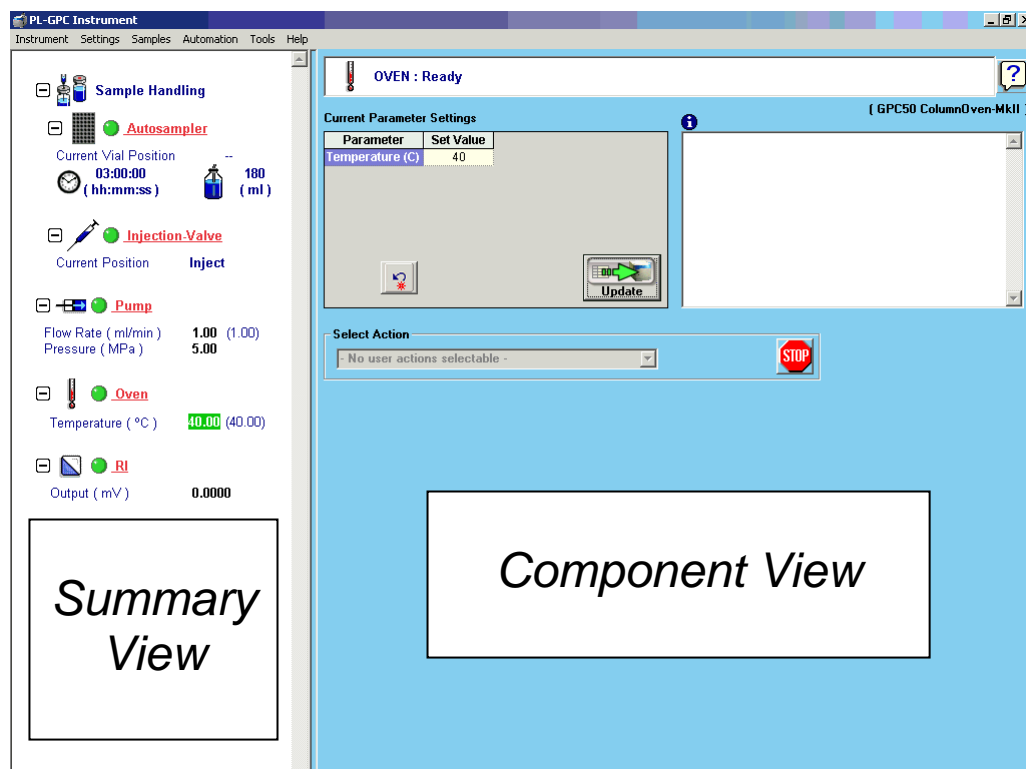 PL-GPC Instrument
Instrument Settings Samples Automation Tools Help
Sample Handling
Autosampler
Current Vial Position --
03:00:00 180
( hh:mm:ss ) ( ml )
Injection-Valve
Current Position Inject
Pump
Flow Rate ( ml/min ) 1.00 (1.00)
Pressure ( MPa ) 5.00
Oven
Temperature ( °C ) 40.00 (40.00)
RI
Output ( mV ) 0.0000
Summary
View
OVEN : Ready
?
( GPC50 ColumnOven-MkII )
Current Parameter Settings
i
Parameter Set Value
Temperature (C) 40
Update
Select Action
- No user actions selectable -
STOP
Component View